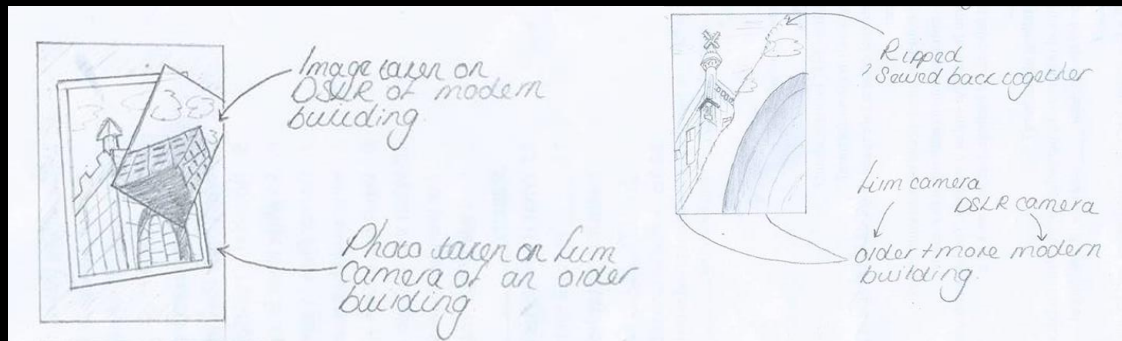 Image taken on
DSLR of modern
building.
Photo taken on film
camera of an older
building
Ripped
, Sewed back together
film camera
DSLR camera
older + more modern
building.